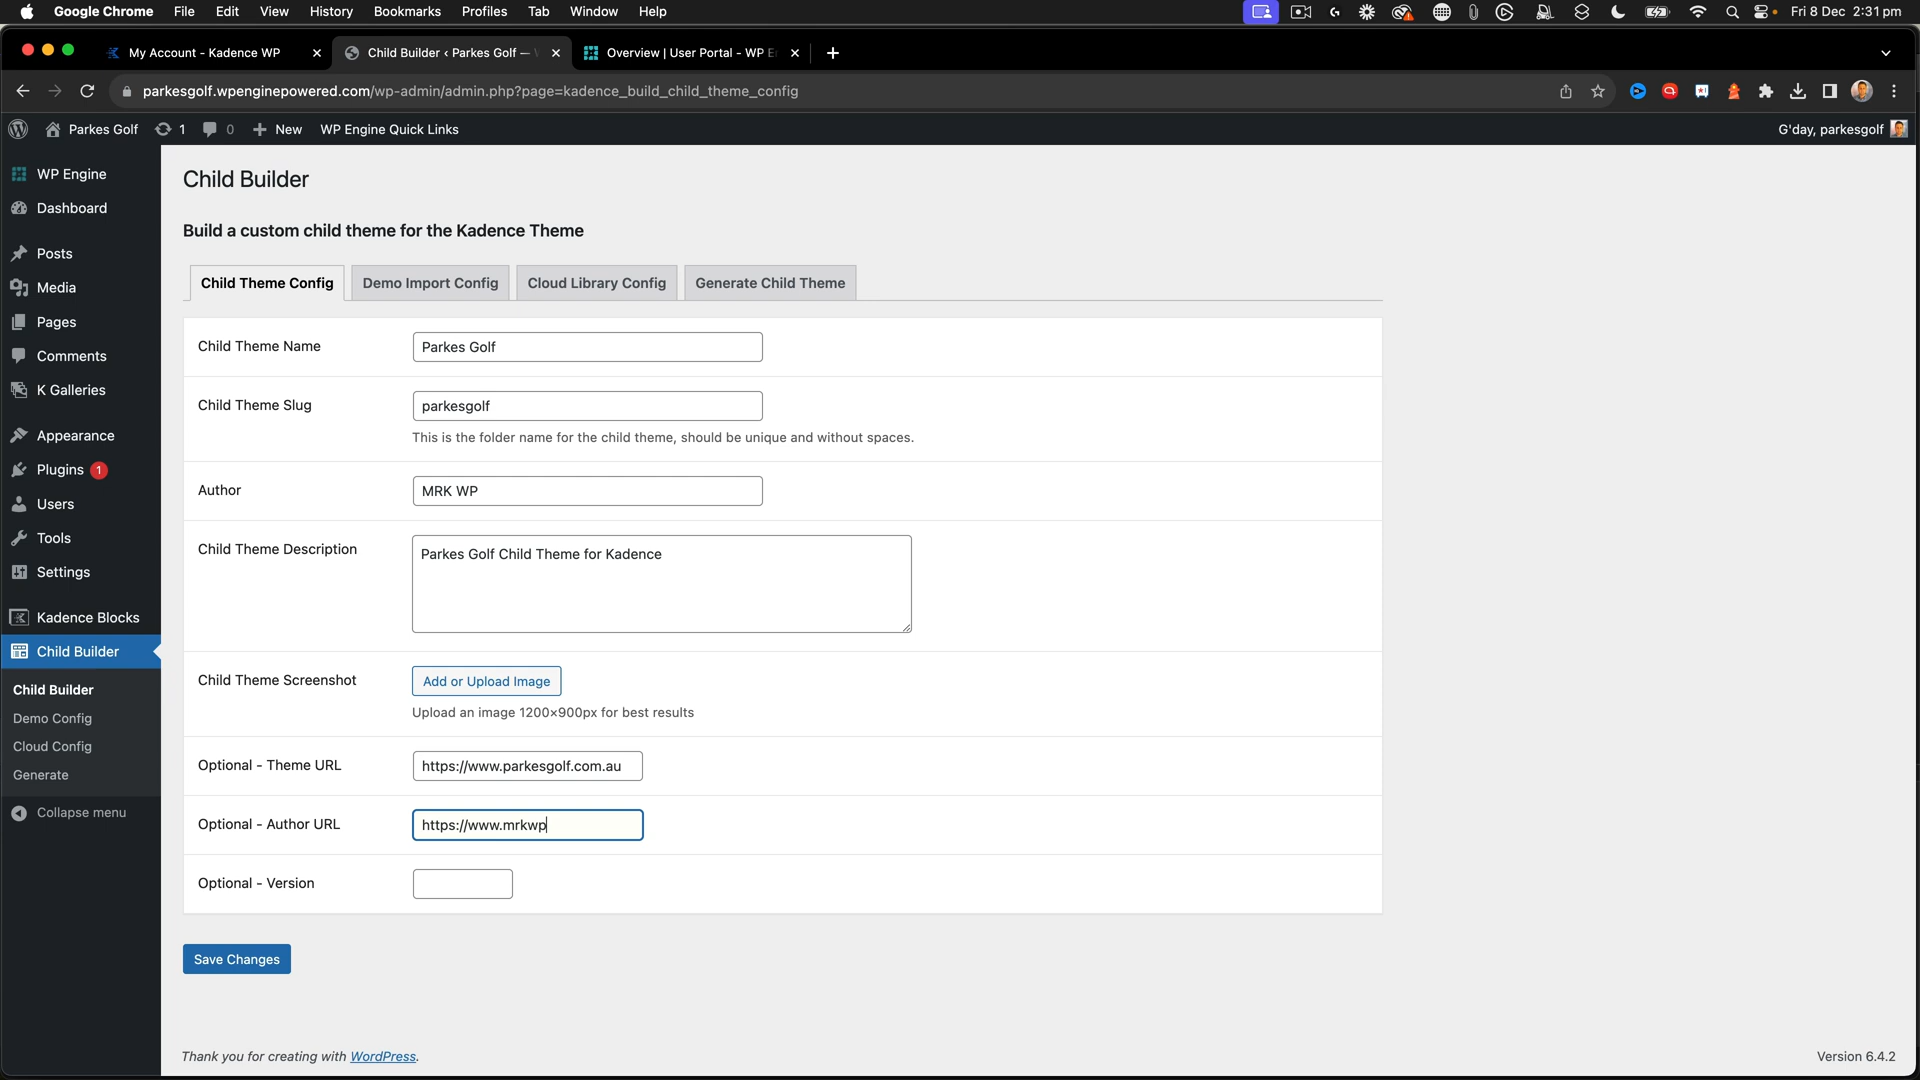 Google Chrome File Edit View History Bookmarks Profiles Tab Window Help Fri 8 Dec 2:31 pm
My Account - Kadence WP Child Builder ‹ Parkes Golf — Overview | User Portal - WP E
parkesgolf.wpenginepowered.com/wp-admin/admin.php?page=kadence_build_child_theme_config
Parkes Golf 1 0 New WP Engine Quick Links G'day, parkesgolf
WP Engine
Dashboard
Posts
Media
Pages
Comments
K Galleries
Appearance
Plugins 1
Users
Tools
Settings
Kadence Blocks
Child Builder
Child Builder
Demo Config
Cloud Config
Generate
Collapse menu
Child Builder
Build a custom child theme for the Kadence Theme
Child Theme Config Demo Import Config Cloud Library Config Generate Child Theme
Child Theme Name Parkes Golf
Child Theme Slug parkesgolf
This is the folder name for the child theme, should be unique and without spaces.
Author MRK WP
Child Theme Description Parkes Golf Child Theme for Kadence
Child Theme Screenshot Add or Upload Image
Upload an image 1200×900px for best results
Optional - Theme URL https://www.parkesgolf.com.au
Optional - Author URL https://www.mrkwp
Optional - Version
Save Changes
Thank you for creating with WordPress. Version 6.4.2